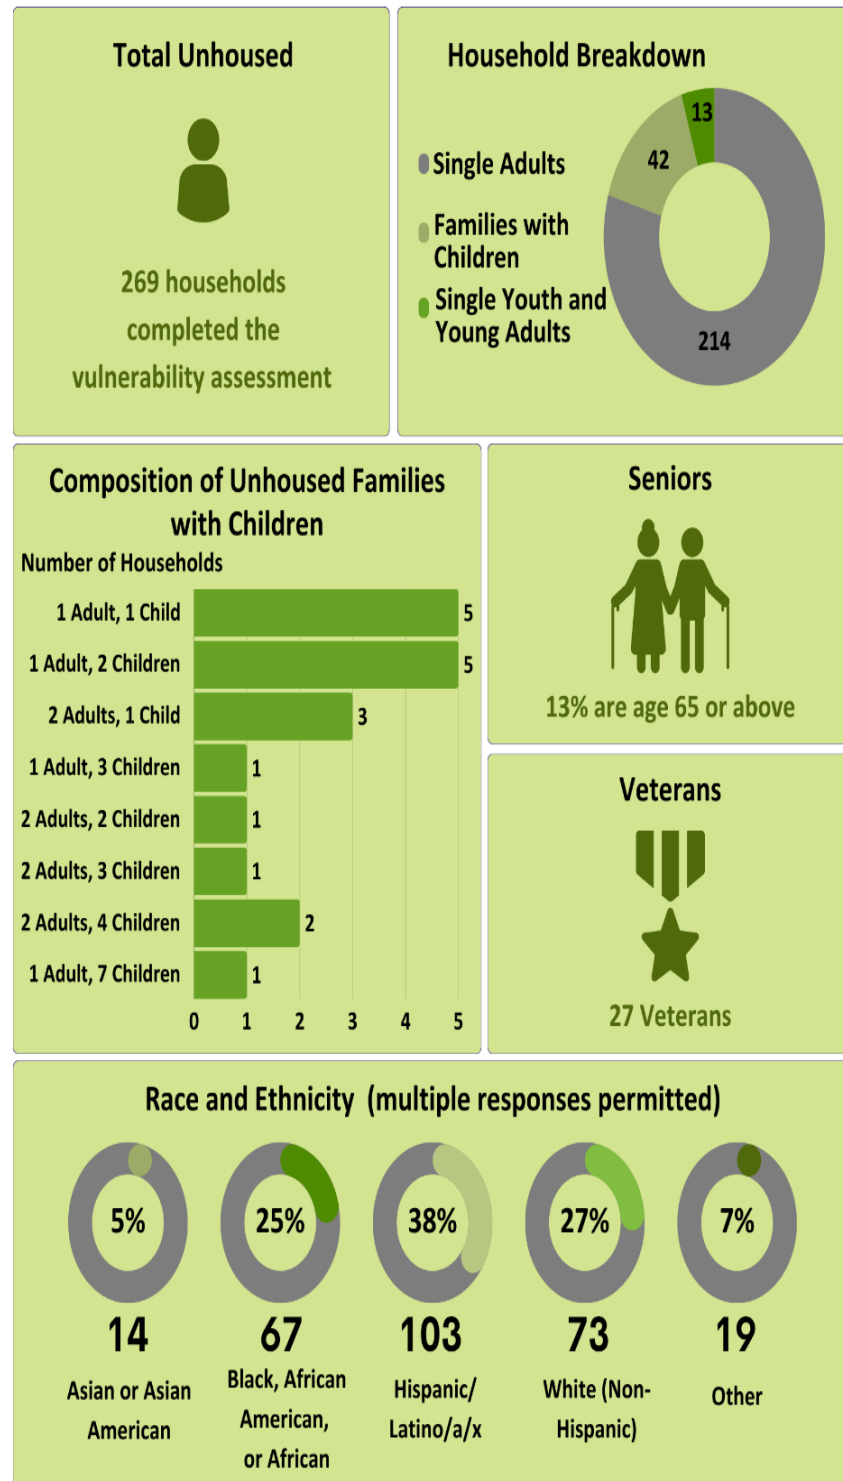 Total Unhoused
269 households
completed the
vulnerability assessment
Household Breakdown
Single Adults
Families with
Children
Single Youth and
Young Adults
13
42
214
Composition of Unhoused Families
with Children
Number of Households
1 Adult, 1 Child 5
1 Adult, 2 Children 5
2 Adults, 1 Child 3
1 Adult, 3 Children 1
2 Adults, 2 Children 1
2 Adults, 3 Children 1
2 Adults, 4 Children 2
1 Adult, 7 Children 1
0 1 2 3 4 5
Seniors
13% are age 65 or above
Veterans
27 Veterans
Race and Ethnicity (multiple responses permitted)
5% 25% 38% 27% 7%
14 67 103 73 19
Asian or Asian
American
Black, African
American,
or African
Hispanic/
Latino/a/x
White (Non-
Hispanic)
Other